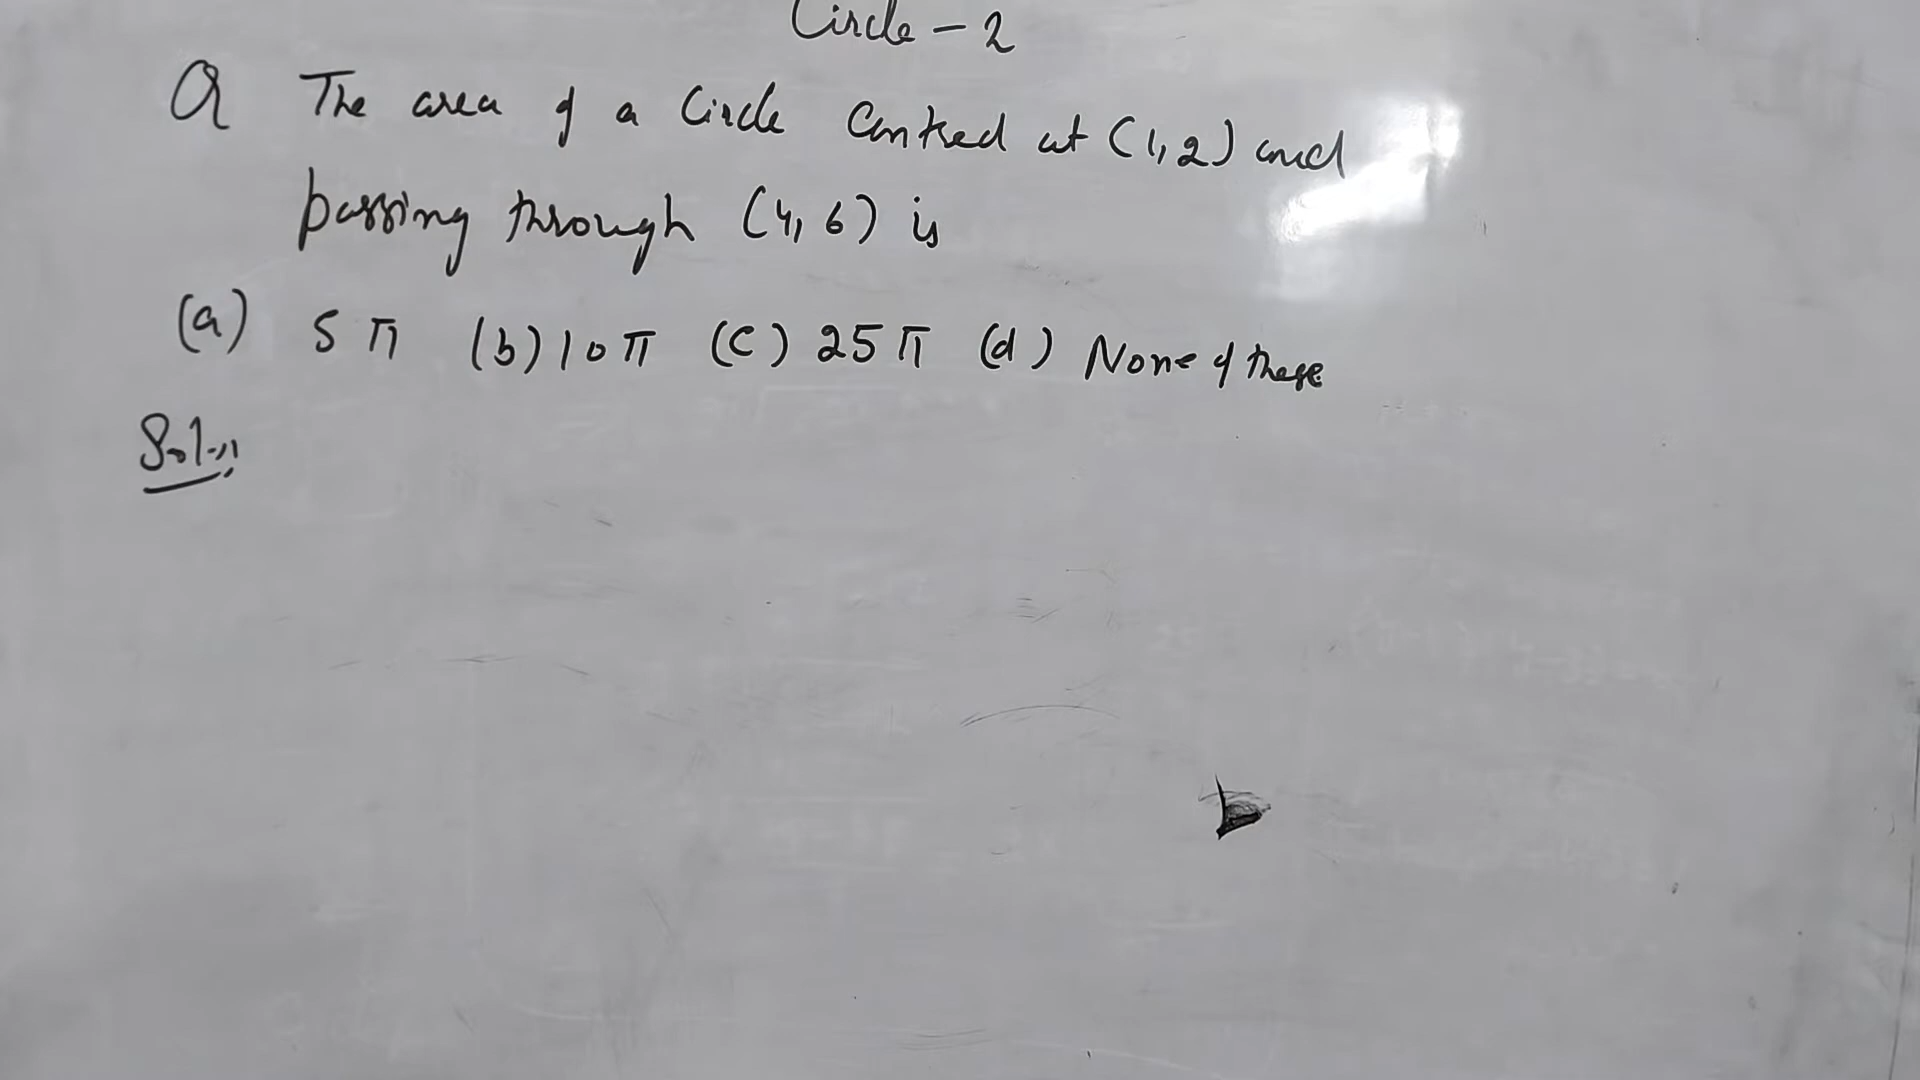 Circle - 2
Q The area of a Circle Centred at (1,2) and
passing through (4,6) is
(a) 5π (b) 10π (c) 25π (d) None of these
Soln